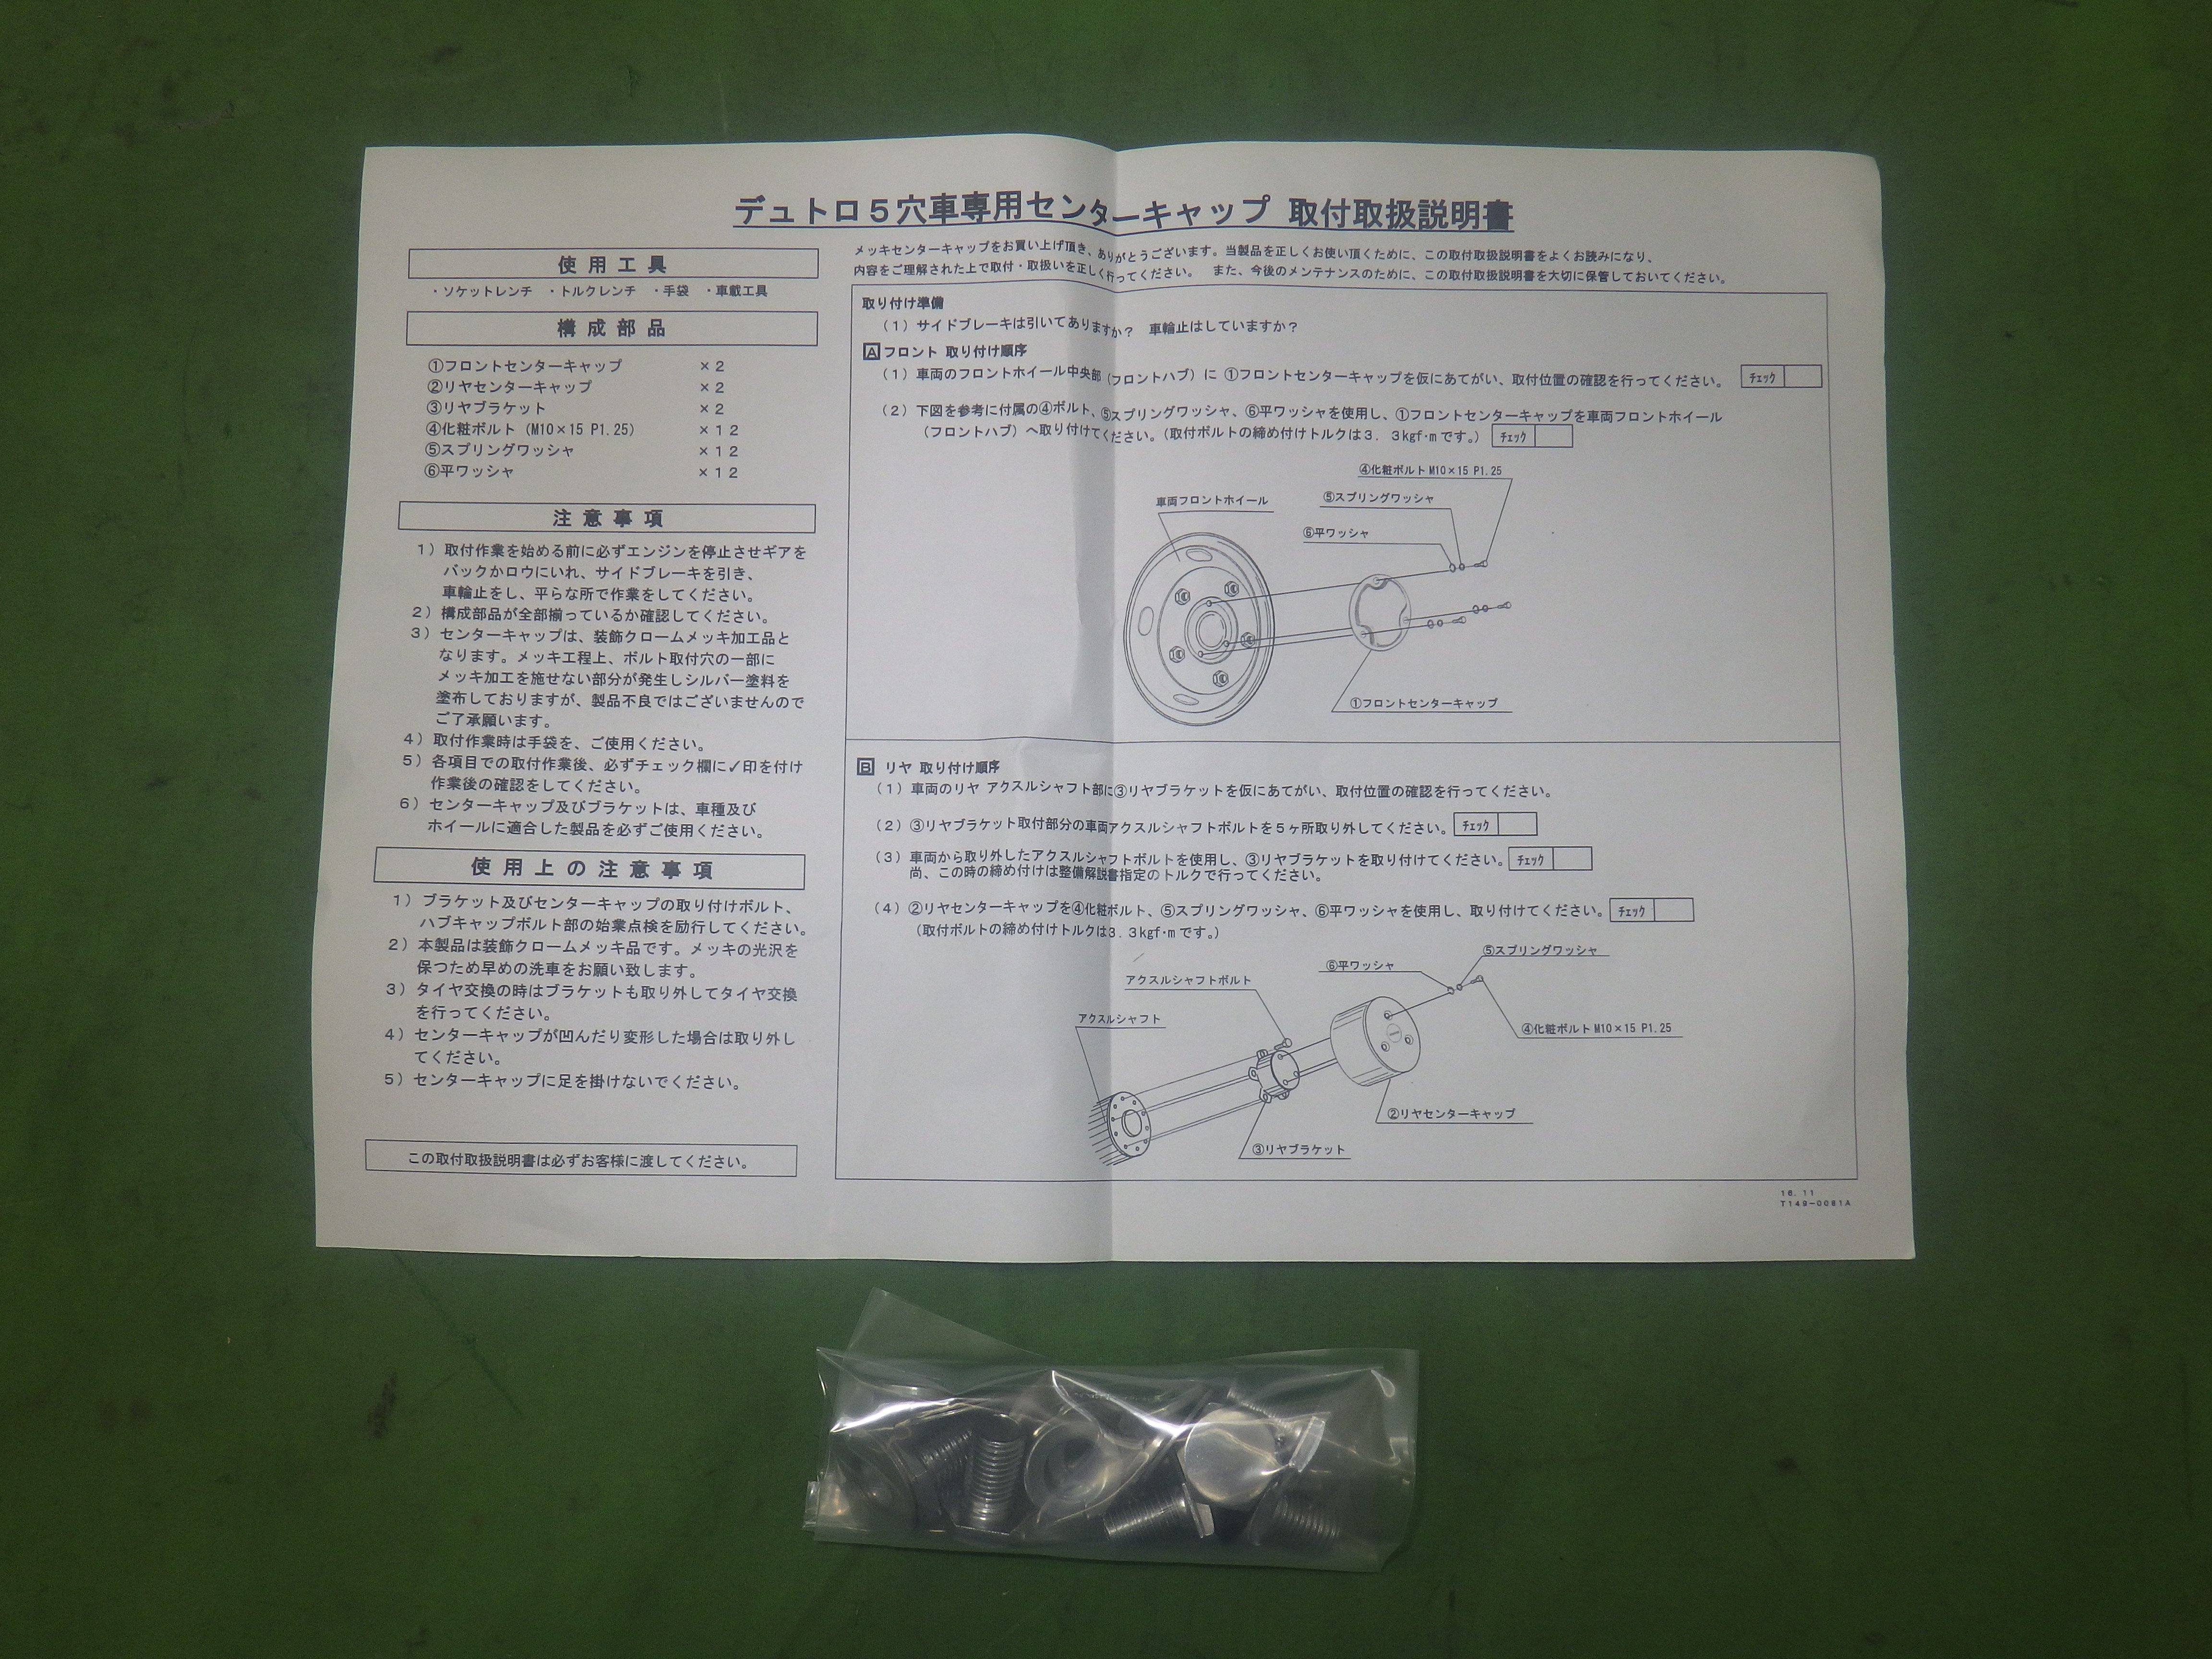 デュトロ5穴車専用センターキャップ 取付取扱説明書
使用工具
・ソケットレンチ ・トルクレンチ ・手袋 ・車載工具
構成部品
①フロントセンターキャップ ×2
②リヤセンターキャップ ×2
③リヤブラケット ×2
④化粧ボルト (M10×15 P1.25) ×12
⑤スプリングワッシャ ×12
⑥平ワッシャ ×12
注意事項
1)取付作業を始める前に必ずエンジンを停止させギアを
バックかロウにいれ、サイドブレーキを引き、
車輪止をし、平らな所で作業をしてください。
2)構成部品が全部揃っているか確認してください。
3)センターキャップは、装飾クロームメッキ加工品と
なります。メッキ工程上、ボルト取付穴の一部に
メッキ加工を施せない部分が発生しシルバー塗料を
塗布しておりますが、製品不良ではございませんので
ご了承願います。
4)取付作業時は手袋を、ご使用ください。
5)各項目での取付作業後、必ずチェック欄に✓印を付け
作業後の確認をしてください。
6)センターキャップ及びブラケットは、車種及び
ホイールに適合した製品を必ずご使用ください。
使用上の注意事項
1)ブラケット及びセンターキャップの取り付けボルト、
ハブキャップボルト部の始業点検を励行してください。
2)本製品は装飾クロームメッキ品です。メッキの光沢を
保つため早めの洗車をお願い致します。
3)タイヤ交換の時はブラケットも取り外してタイヤ交換
を行ってください。
4)センターキャップが凹んだり変形した場合は取り外し
てください。
5)センターキャップに足を掛けないでください。
この取付取扱説明書は必ずお客様に渡してください。
メッキセンターキャップをお買い上げ頂き、ありがとうございます。当製品を正しくお使い頂くために、この取付取扱説明書をよくお読みになり、
内容をご理解された上で取付・取扱いを正しく行ってください。 また、今後のメンテナンスのために、この取付取扱説明書を大切に保管しておいてください。
取り付け準備
(1)サイドブレーキは引いてありますか? 車輪止はしていますか?
A フロント 取り付け順序
(1)車両のフロントホイール中央部(フロントハブ)に ①フロントセンターキャップを仮にあてがい、取付位置の確認を行ってください。 チェック
(2)下図を参考に付属の④ボルト、⑤スプリングワッシャ、⑥平ワッシャを使用し、①フロントセンターキャップを車両フロントホイール
(フロントハブ)へ取り付けてください。(取付ボルトの締め付けトルクは3.3kgf・mです。) チェック
④化粧ボルト M10×15 P1.25
⑤スプリングワッシャ
車両フロントホイール
⑥平ワッシャ
①フロントセンターキャップ
B リヤ 取り付け順序
(1)車両のリヤ アクスルシャフト部に③リヤブラケットを仮にあてがい、取付位置の確認を行ってください。
(2)③リヤブラケット取付部分の車両アクスルシャフトボルトを5ヶ所取り外してください。 チェック
(3)車両から取り外したアクスルシャフトボルトを使用し、③リヤブラケットを取り付けてください。 チェック
尚、この時の締め付けは整備解説書指定のトルクで行ってください。
(4)②リヤセンターキャップを④化粧ボルト、⑤スプリングワッシャ、⑥平ワッシャを使用し、取り付けてください。 チェック
(取付ボルトの締め付けトルクは3.3kgf・mです。)
⑤スプリングワッシャ
⑥平ワッシャ
アクスルシャフトボルト
アクスルシャフト
④化粧ボルト M10×15 P1.25
②リヤセンターキャップ
③リヤブラケット
16.11
T149-0081A